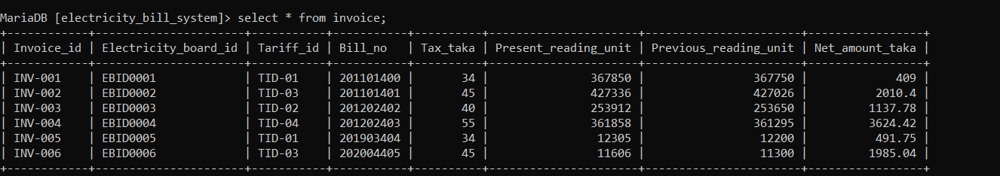 MariaDB [electricity_bill_system]> select * from invoice;
+------------+----------------------+-----------+-----------+----------+----------------------+-----------------------+-----------------+
| Invoice_id | Electricity_board_id | Tariff_id | Bill_no   | Tax_taka | Present_reading_unit | Previous_reading_unit | Net_amount_taka |
+------------+----------------------+-----------+-----------+----------+----------------------+-----------------------+-----------------+
| INV-001    | EBID0001             | TID-01    | 201101400 |       34 |               367850 |                367750 |             409 |
| INV-002    | EBID0002             | TID-03    | 201101401 |       45 |               427336 |                427026 |          2010.4 |
| INV-003    | EBID0003             | TID-02    | 201202402 |       40 |               253912 |                253650 |         1137.78 |
| INV-004    | EBID0004             | TID-04    | 201202403 |       55 |               361858 |                361295 |         3624.42 |
| INV-005    | EBID0005             | TID-01    | 201903404 |       34 |                12305 |                 12200 |          491.75 |
| INV-006    | EBID0006             | TID-03    | 202004405 |       45 |                11606 |                 11300 |         1985.04 |
+------------+----------------------+-----------+-----------+----------+----------------------+-----------------------+-----------------+